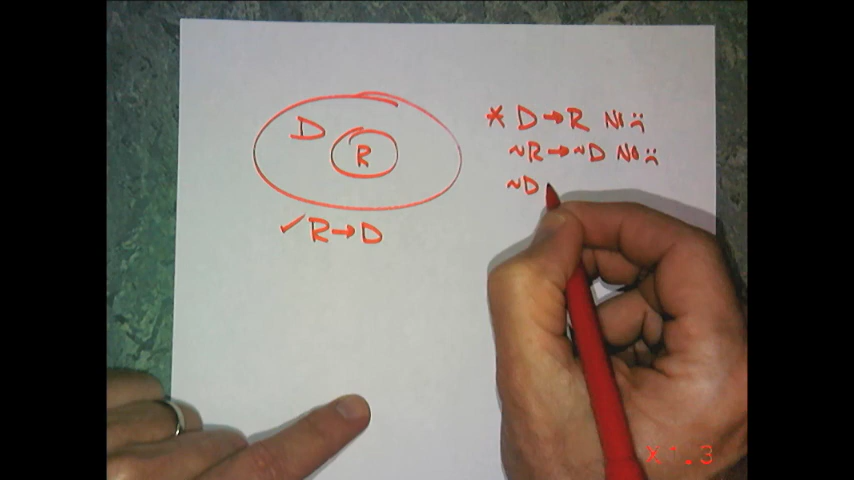 D
R
✓ R → D
* D → R No :(
~R → ~D No :(
~D
x1.3